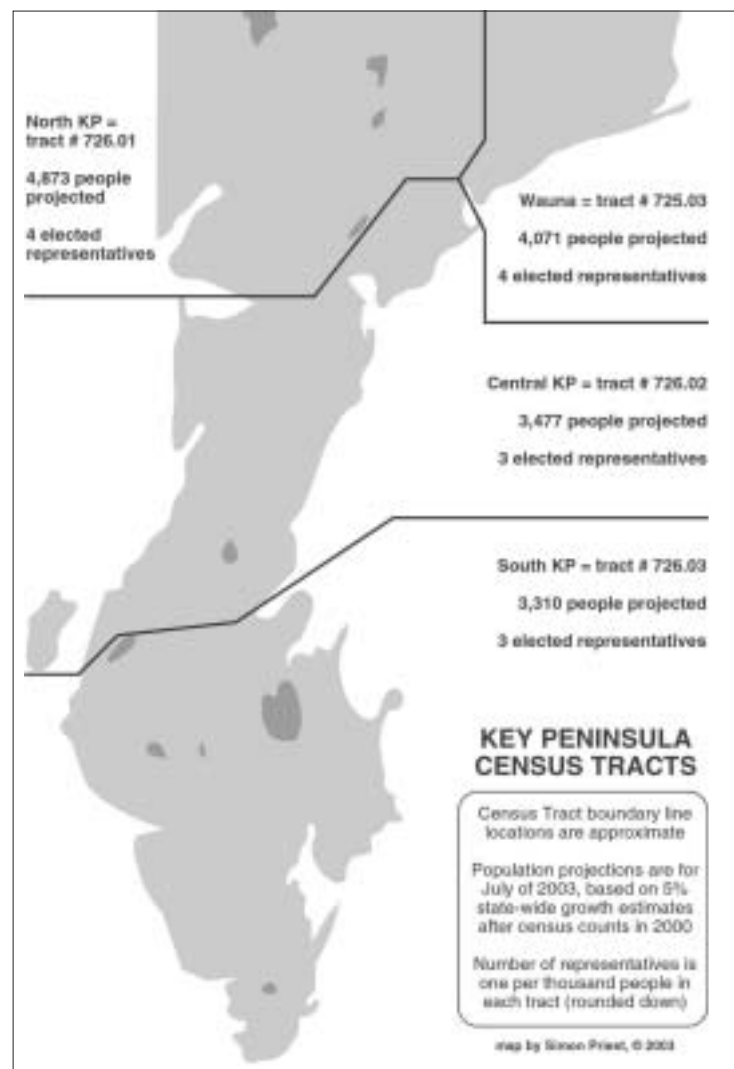 North KP =
tract # 726.01
4,873 people
projected
4 elected
representatives
Wauna = tract # 725.03
4,071 people projected
4 elected representatives
Central KP = tract # 726.02
3,477 people projected
3 elected representatives
South KP = tract # 726.03
3,310 people projected
3 elected representatives
KEY PENINSULA
CENSUS TRACTS
Census Tract boundary line
locations are approximate
Population projections are for
July of 2003, based on 5%
state-wide growth estimates
after census counts in 2000
Number of representatives is
one per thousand people in
each tract (rounded down)
map by Simon Priest, © 2003